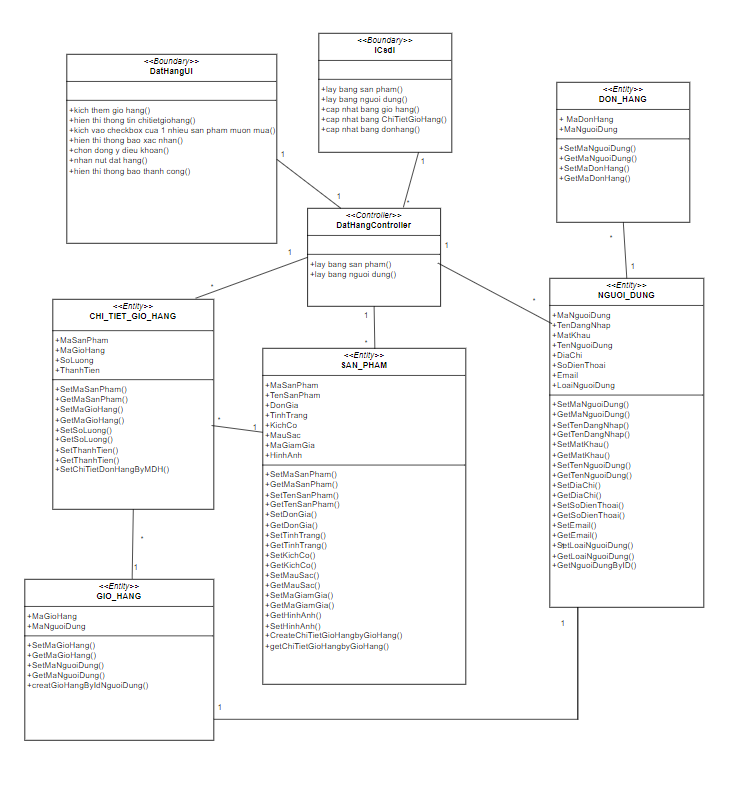 <<Boundary>>
DatHangUI
+kich them gio hang()
+hien thi thong tin chitietgiohang()
+kich vao checkbox cua 1 nhieu san pham muon mua()
+hien thi thong bao xac nhan()
+chon dong y dieu khoan()
+nhan nut dat hang()
+hien thi thong bao thanh cong()
<<Boundary>>
ICsdl
+lay bang san pham()
+lay bang nguoi dung()
+cap nhat bang gio hang()
+cap nhat bang ChiTietGioHang()
+cap nhat bang donhang()
<<Entity>>
DON_HANG
+ MaDonHang
+MaNguoiDung
+SetMaNguoiDung()
+GetMaNguoiDung()
+SetMaDonHang()
+GetMaDonHang()
1
1
1
*
<<Controller>>
DatHangController
+lay bang san pham()
+lay bang nguoi dung()
1
*
1
*
1
*
*
1
<<Entity>>
CHI_TIET_GIO_HANG
+MaSanPham
+MaGioHang
+SoLuong
+ThanhTien
+SetMaSanPham()
+GetMaSanPham()
+SetMaGioHang()
+GetMaGioHang()
+SetSoLuong()
+GetSoLuong()
+SetThanhTien()
+GetThanhTien()
+SetChiTietDonHangByMDH()
*
1
<<Entity>>
SAN_PHAM
+MaSanPham
+TenSanPham
+DonGia
+TinhTrang
+KichCo
+MauSac
+MaGiamGia
+HinhAnh
+SetMaSanPham()
+GetMaSanPham()
+SetTenSanPham()
+GetTenSanPham()
+SetDonGia()
+GetDonGia()
+SetTinhTrang()
+GetTinhTrang()
+SetKichCo()
+GetKichCo()
+SetMauSac()
+GetMauSac()
+SetMaGiamGia()
+GetMaGiamGia()
+GetHinhAnh()
+SetHinhAnh()
+CreateChiTietGioHangbyGioHang()
+getChiTietGioHangbyGioHang()
<<Entity>>
NGUOI_DUNG
+MaNguoiDung
+TenDangNhap
+MatKhau
+TenNguoiDung
+DiaChi
+SoDienThoai
+Email
+LoaiNguoiDung
+SetMaNguoiDung()
+GetMaNguoiDung()
+SetTenDangNhap()
+GetTenDangNhap()
+SetMatKhau()
+GetMatKhau()
+SetTenNguoiDung()
+GetTenNguoiDung()
+SetDiaChi()
+GetDiaChi()
+SetSoDienThoai()
+GetSoDienThoai()
+SetEmail()
+GetEmail()
+SetLoaiNguoiDung()
+GetLoaiNguoiDung()
+GetNguoiDungByID()
*
1
<<Entity>>
GIO_HANG
+MaGioHang
+MaNguoiDung
+SetMaGioHang()
+GetMaGioHang()
+SetMaNguoiDung()
+GetMaNguoiDung()
+creatGioHangByIdNguoiDung()
1
1